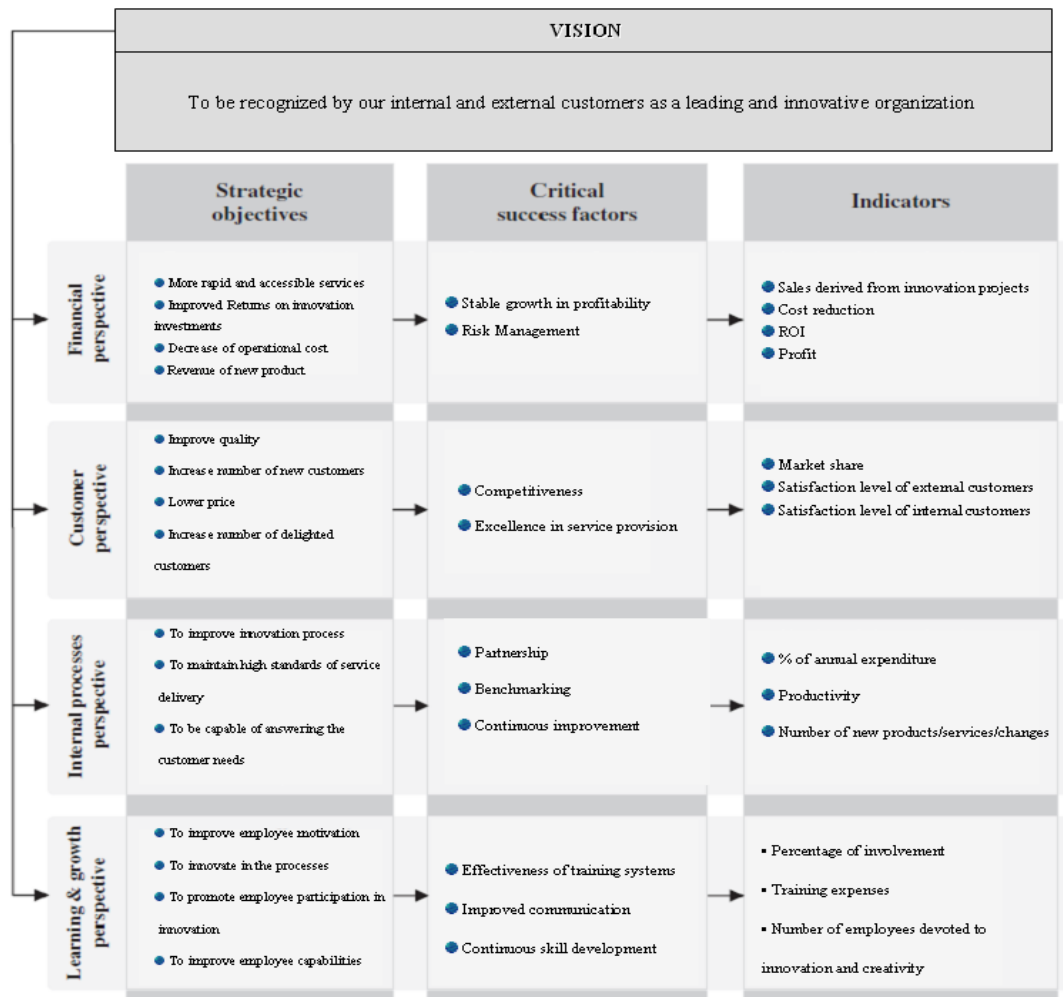 VISION
To be recognized by our internal and external customers as a leading and innovative organization
Strategic
objectives
Critical
success factors
Indicators
Financial
perspective
● More rapid and accessible services
● Improved Returns on innovation
investments
● Decrease of operational cost
● Revenue of new product
● Stable growth in profitability
● Risk Management
● Sales derived from innovation projects
● Cost reduction
● ROI
● Profit
Customer
perspective
● Improve quality
● Increase number of new customers
● Lower price
● Increase number of delighted
customers
● Competitiveness
● Excellence in service provision
● Market share
● Satisfaction level of external customers
● Satisfaction level of internal customers
Internal processes
perspective
● To improve innovation process
● To maintain high standards of service
delivery
● To be capable of answering the
customer needs
● Partnership
● Benchmarking
● Continuous improvement
● % of annual expenditure
● Productivity
● Number of new products/services/changes
Learning & growth
perspective
● To improve employee motivation
● To innovate in the processes
● To promote employee participation in
innovation
● To improve employee capabilities
● Effectiveness of training systems
● Improved communication
● Continuous skill development
▪ Percentage of involvement
▪ Training expenses
▪ Number of employees devoted to
innovation and creativity